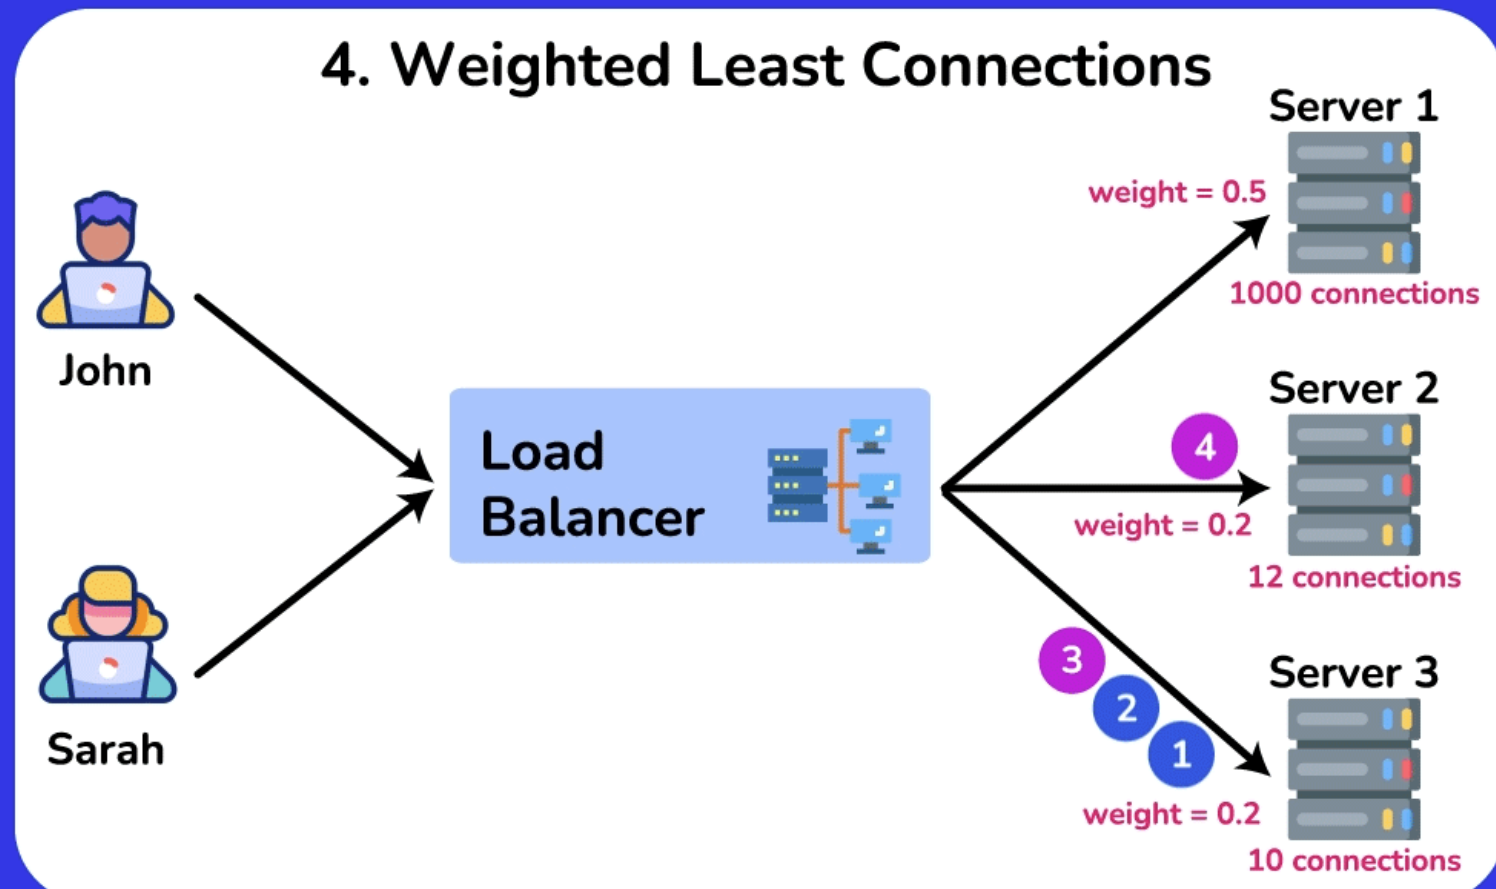 4. Weighted Least Connections
Server 1
weight = 0.5
1000 connections
John
Server 2
Load
Balancer
4
weight = 0.2
12 connections
3
2
1
Server 3
Sarah
weight = 0.2
10 connections